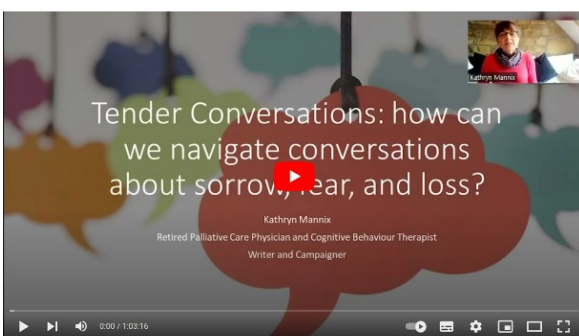 Kathryn Mannix
Tender Conversations: how can
we navigate conversations
about sorrow, fear, and loss?
Kathryn Mannix
Retired Palliative Care Physician and Cognitive Behaviour Therapist
Writer and Campaigner
0:00 / 1:03:16